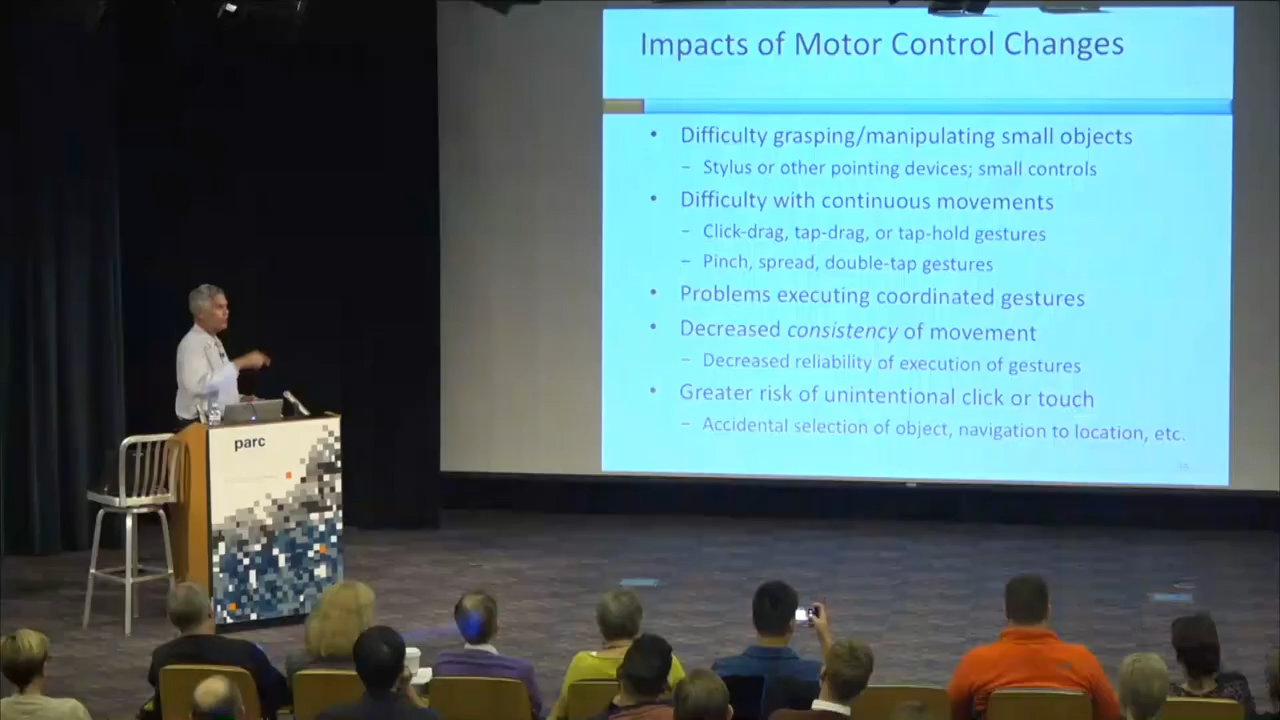 Impacts of Motor Control Changes
• Difficulty grasping/manipulating small objects
– Stylus or other pointing devices; small controls
• Difficulty with continuous movements
– Click-drag, tap-drag, or tap-hold gestures
– Pinch, spread, double-tap gestures
• Problems executing coordinated gestures
• Decreased consistency of movement
– Decreased reliability of execution of gestures
• Greater risk of unintentional click or touch
– Accidental selection of object, navigation to location, etc.
parc